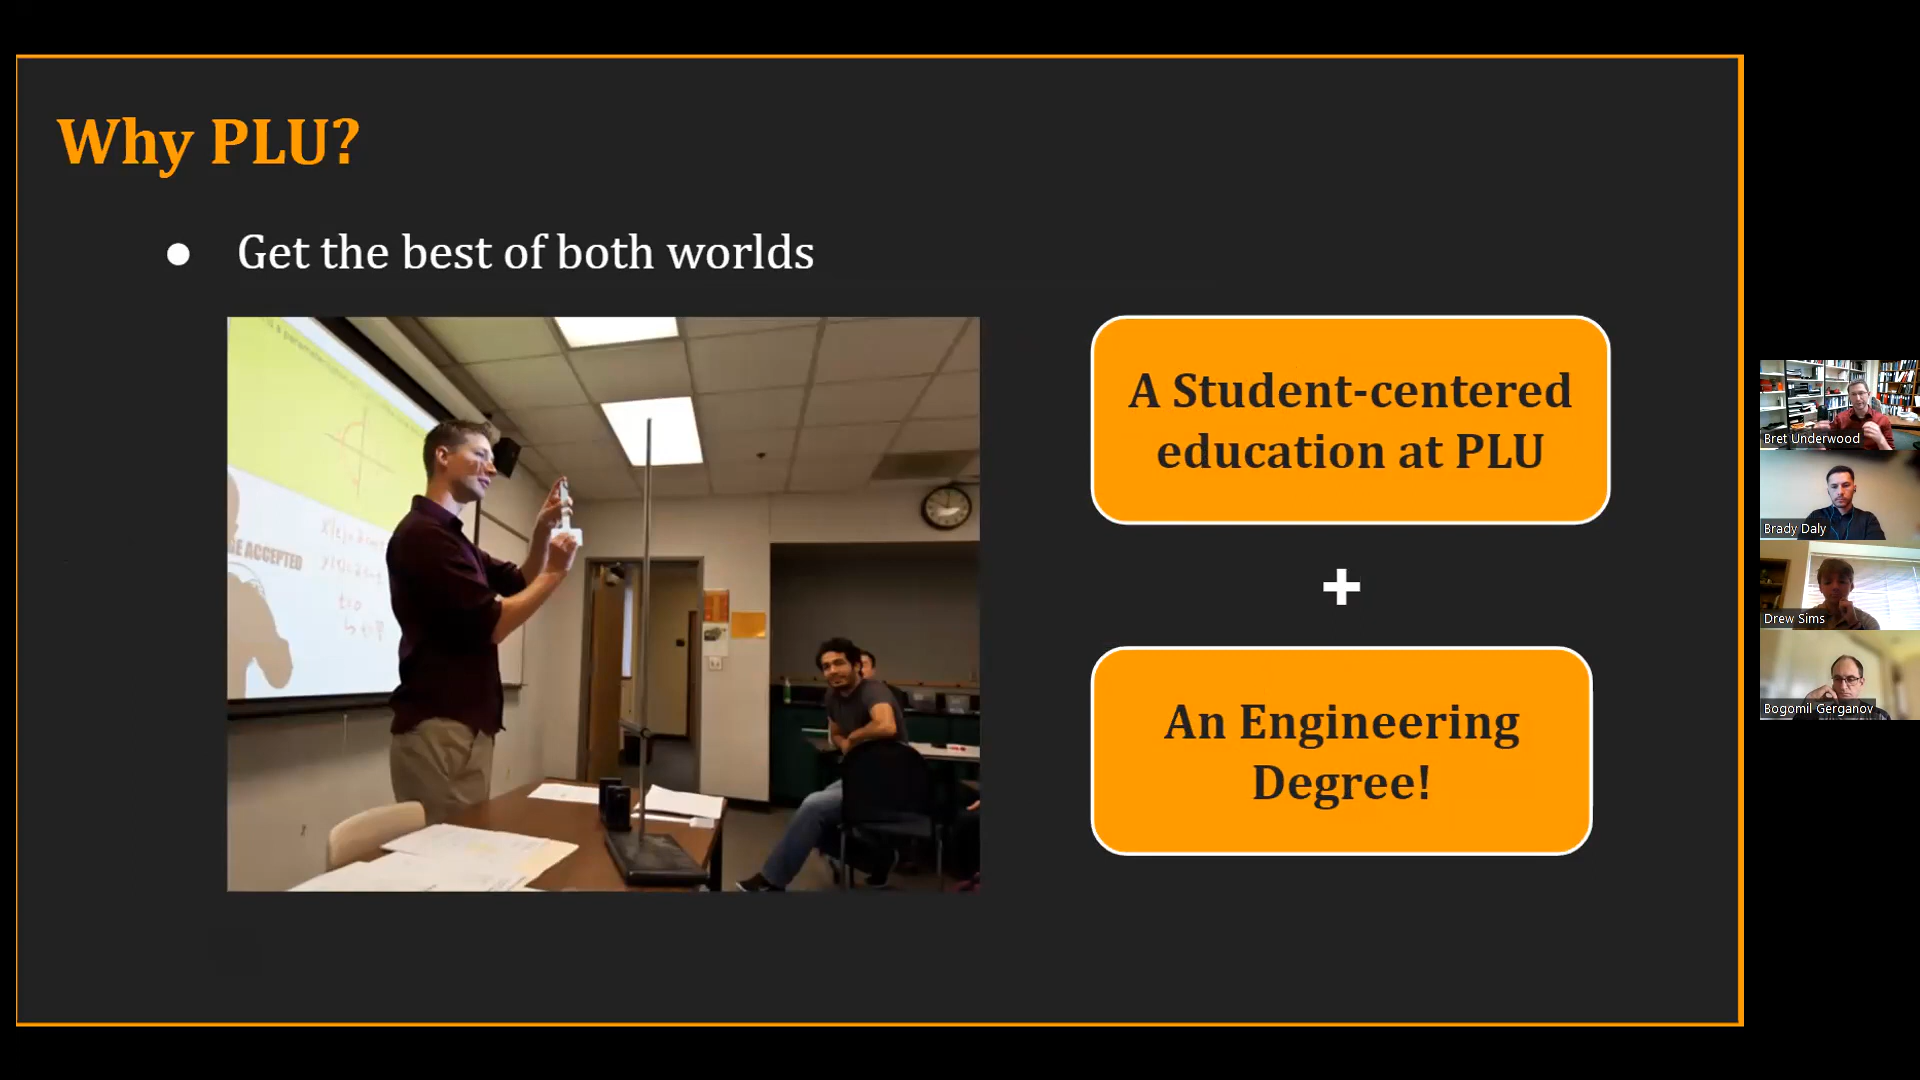 Why PLU?
● Get the best of both worlds
A Student-centered
education at PLU
+
An Engineering
Degree!
ACCEPTED
Bret Underwood
Brady Daly
Drew Sims
Bogomil Gerganov